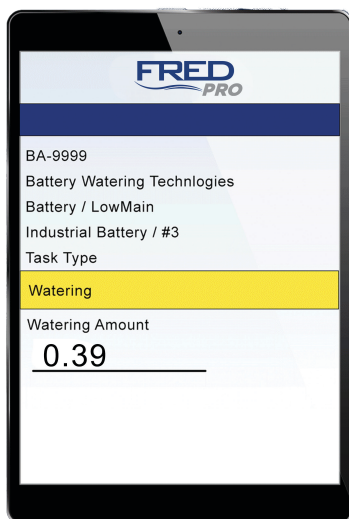 FRED
PRO
BA-9999
Battery Watering Technlogies
Battery / LowMain
Industrial Battery / #3
Task Type
Watering
Watering Amount
0.39